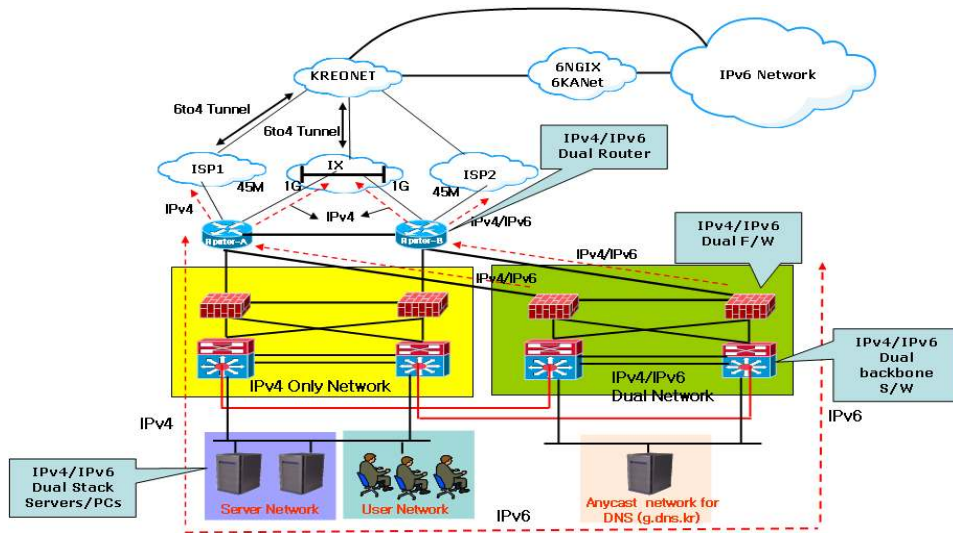 KREONET
6NGIX
6KANet
IPv6 Network
6to4 Tunnel
6to4 Tunnel
IPv4/IPv6
Dual Router
ISP1
IX
ISP2
45M
1G
1G
45M
IPv4
IPv4
IPv4/IPv6
Router-A
Router-B
IPv4/IPv6
Dual F/W
IPv4/IPv6
IPv4/IPv6
IPv4/IPv6
Dual
backbone
S/W
IPv4 Only Network
IPv4/IPv6
Dual Network
IPv4
IPv6
IPv4/IPv6
Dual Stack
Servers/PCs
Server Network
User Network
Anycast network for
DNS (g.dns.kr)
IPv6